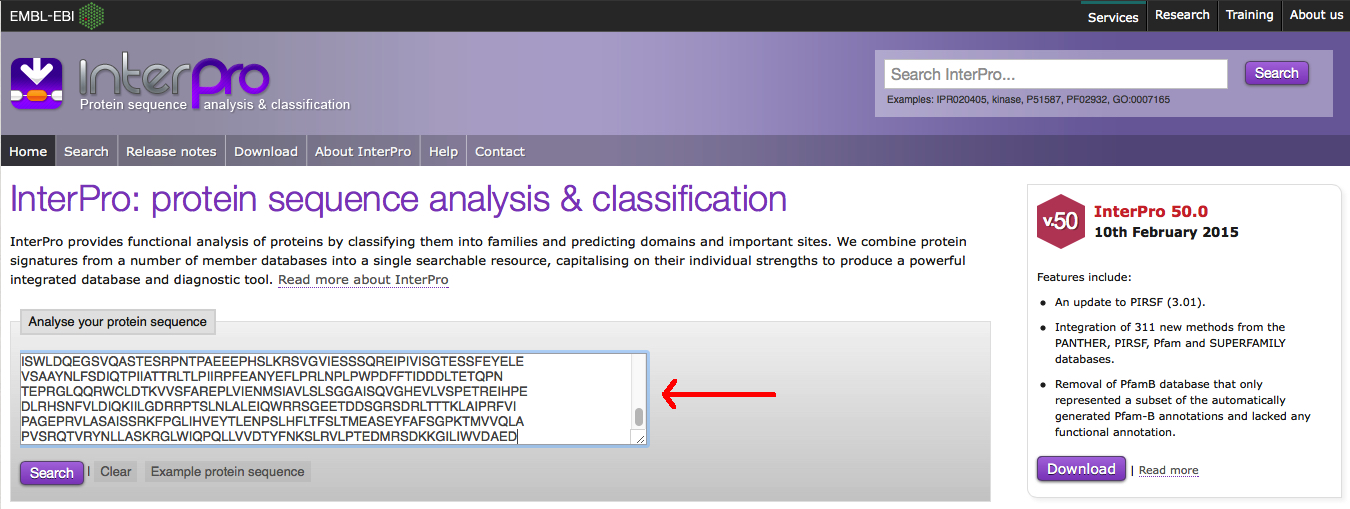 EMBL-EBI
Services Research Training About us
InterPro
Protein sequence analysis & classification
Search InterPro...
Search
Examples: IPR020405, kinase, P51587, PF02932, GO:0007165
Home Search Release notes Download About InterPro Help Contact
InterPro: protein sequence analysis & classification
InterPro provides functional analysis of proteins by classifying them into families and predicting domains and important sites. We combine protein
signatures from a number of member databases into a single searchable resource, capitalising on their individual strengths to produce a powerful
integrated database and diagnostic tool. Read more about InterPro
Analyse your protein sequence
ISWLDQEGSVQASTESRPNTPAEEEPHSLKRSVGVIESSSQREIPIVISGTESSFEYELE
VSAAYNLFSDIQTPIIATTRLTLPIIRPFEANYEFLPRLNPLPWPDFFTIDDDLTETQPN
TEPRGLQQRWCLDTKVVSFAREPLVIENMSIAVLSLSGGAISQVGHEVLVSPETREIHPE
DLRHSNFVLDIQKIILGDRRPTSLNLALEIQWRRSGEETDDSGRSDRLTTTKLAIPRFVI
PAGEPRVLASAISSRKFPGLIHVEYTLENPSLHFLTFSLTMEASEYFAFSGPKTMVVQLA
PVSRQTVRYNLLASKRGLWIQPQLLVVDTYFNKSLRVLPTEDMRSDKKGILIWVDAED
Search | Clear Example protein sequence
v.50
InterPro 50.0
10th February 2015
Features include:
• An update to PIRSF (3.01).
• Integration of 311 new methods from the
PANTHER, PIRSF, Pfam and SUPERFAMILY
databases.
• Removal of PfamB database that only
represented a subset of the automatically
generated Pfam-B annotations and lacked any
functional annotation.
Download | Read more